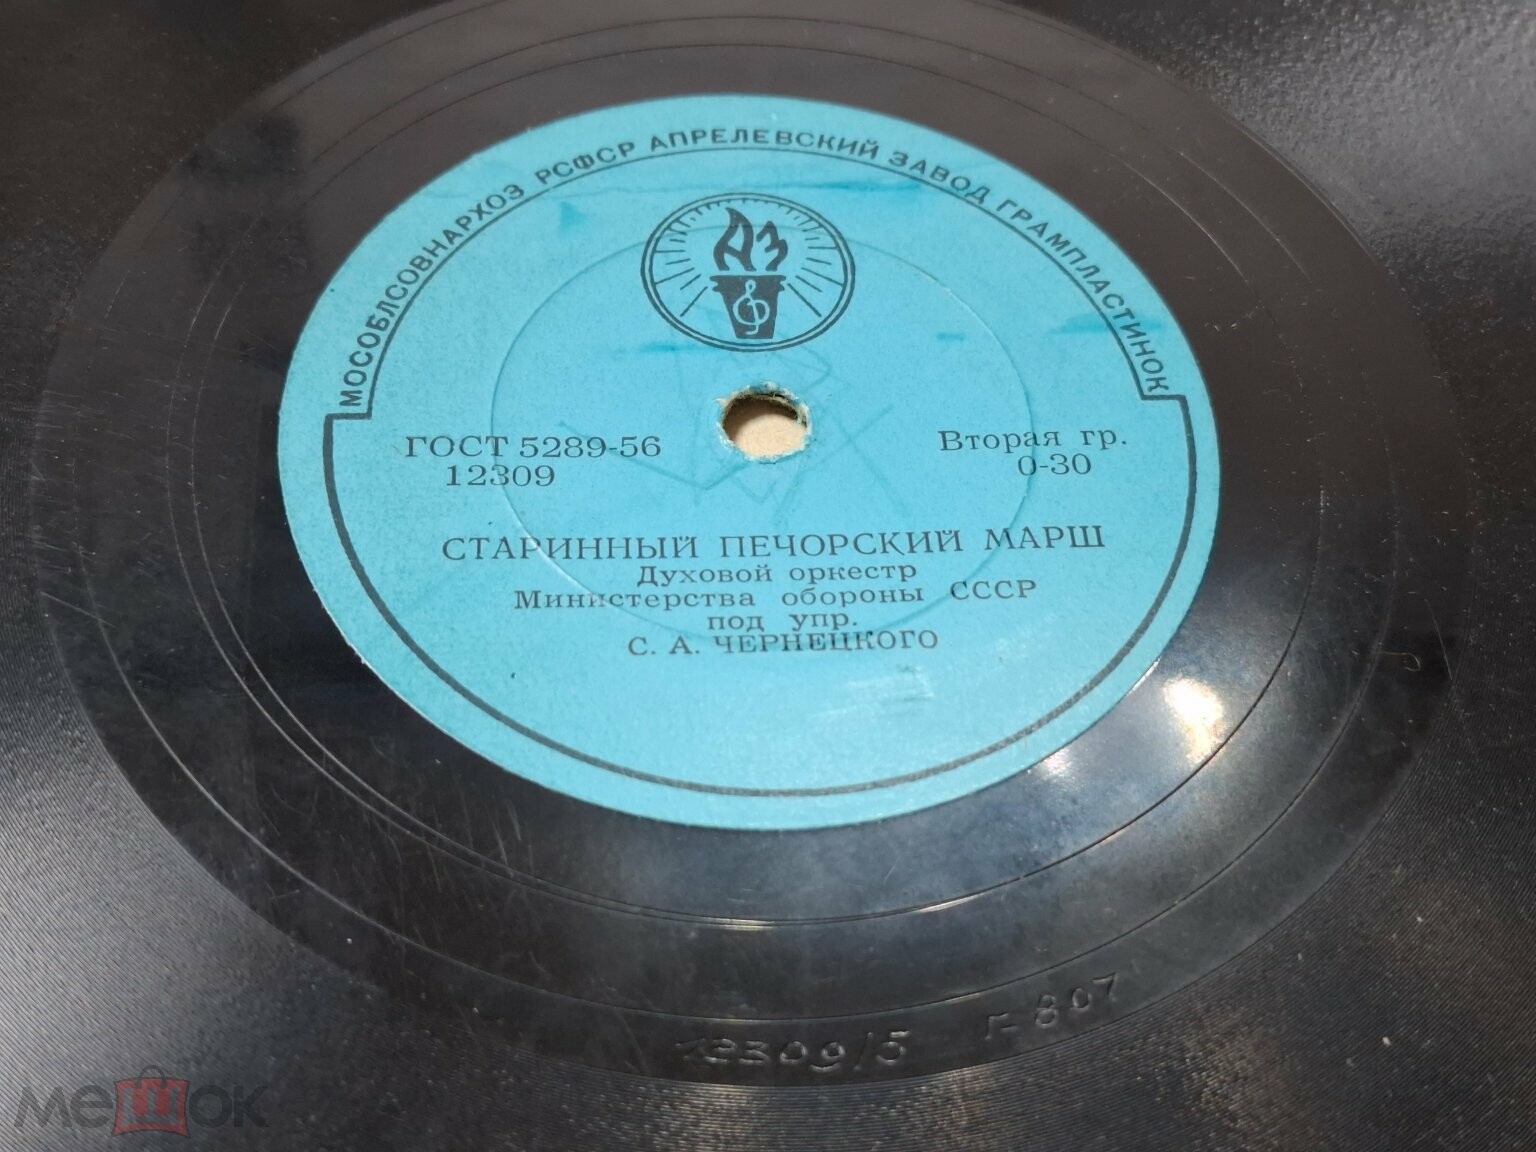 МОСОБЛСОВНАРХОЗ РСФСР АПРЕЛЕВСКИЙ ЗАВОД ГРАМПЛАСТИНОК
АЗ
ГОСТ 5289-56
12309
Вторая гр.
0-30
СТАРИННЫЙ ПЕЧОРСКИЙ МАРШ
Духовой оркестр
Министерства обороны СССР
под упр.
С. А. ЧЕРНЕЦКОГО
12309/5 Г-807
мешок